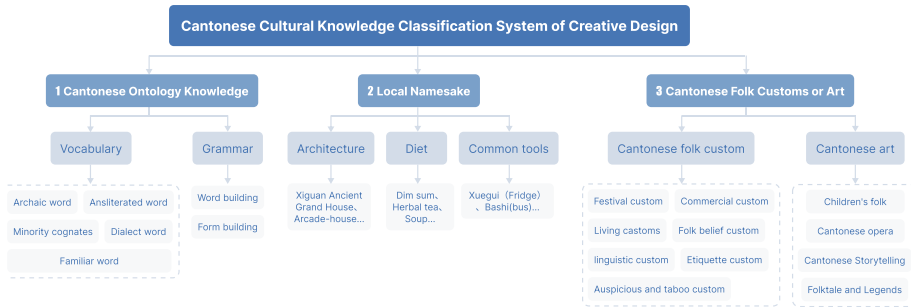 Cantonese Cultural Knowledge Classification System of Creative Design
1 Cantonese Ontology Knowledge
2 Local Namesake
3 Cantonese Folk Customs or Art
Vocabulary
Grammar
Architecture
Diet
Common tools
Cantonese folk custom
Cantonese art
Archaic word
Ansliterated word
Minority cognates
Dialect word
Familiar word
Word building
Form building
Xiguan Ancient
Grand House、
Arcade-house...
Dim sum、
Herbal tea、
Soup...
Xuegui（Fridge）
、Bashi(bus)...
Festival custom
Commercial custom
Living castoms
Folk belief custom
linguistic custom
Etiquette custom
Auspicious and taboo custom
Children's folk
Cantonese opera
Cantonese Storytelling
Folktale and Legends